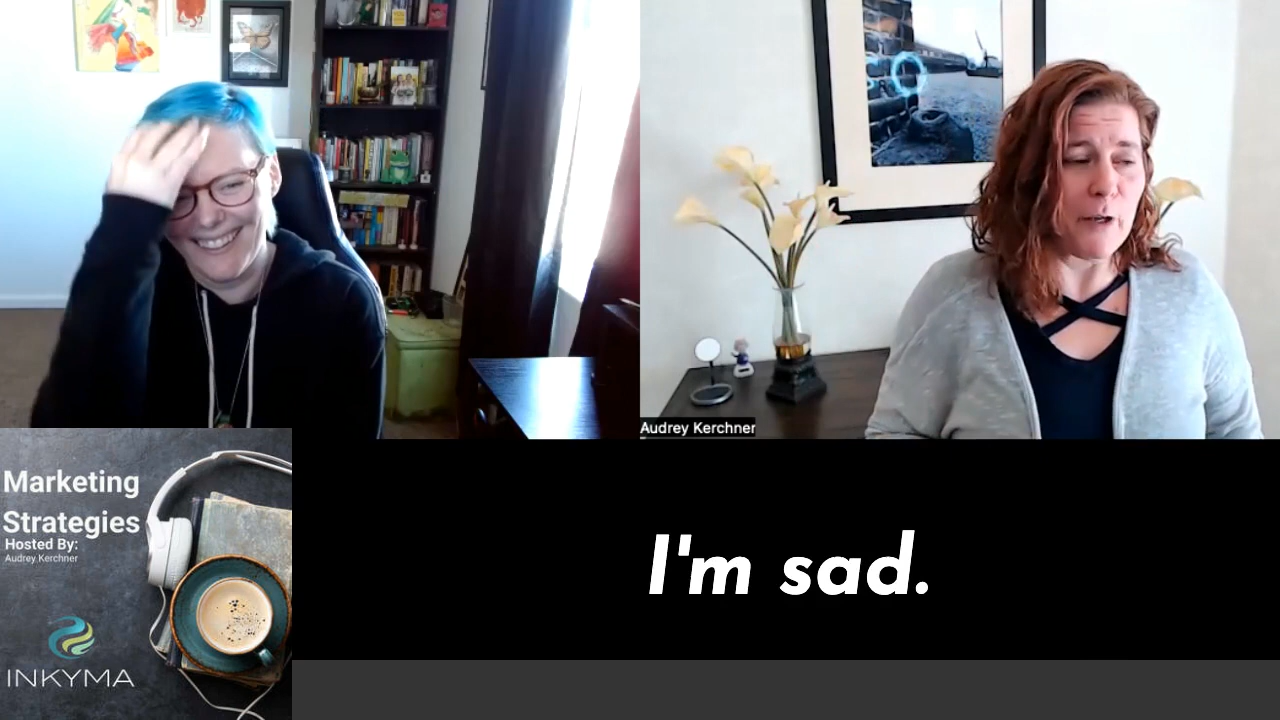 Audrey Kerchner
Marketing
Strategies
Hosted By:
Audrey Kerchner
INKYMA
I'm sad.